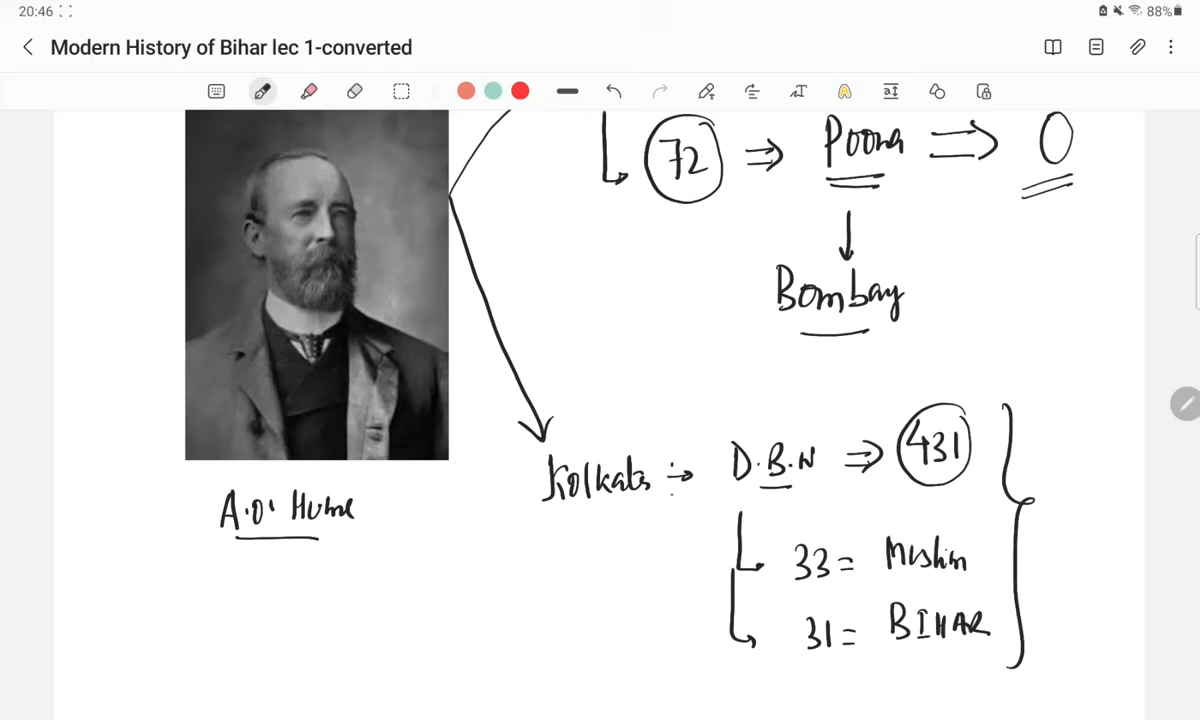 20:46
88%
Modern History of Bihar lec 1-converted
72 ⇒ Poona ⇒ 0
Bombay
Kolkata → D.B.N ⇒ 431
A.O. Hume
33 = Muslim
31 = BIHAR